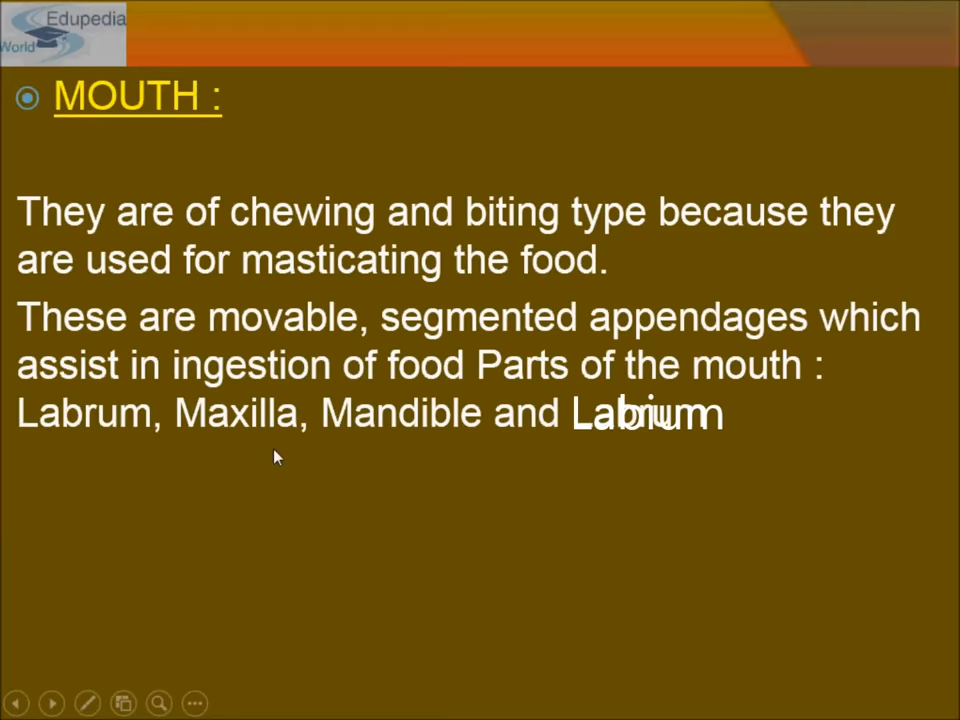 Edupedia
World
MOUTH :
They are of chewing and biting type because they
are used for masticating the food.
These are movable, segmented appendages which
assist in ingestion of food Parts of the mouth :
Labrum, Maxilla, Mandible and Labium